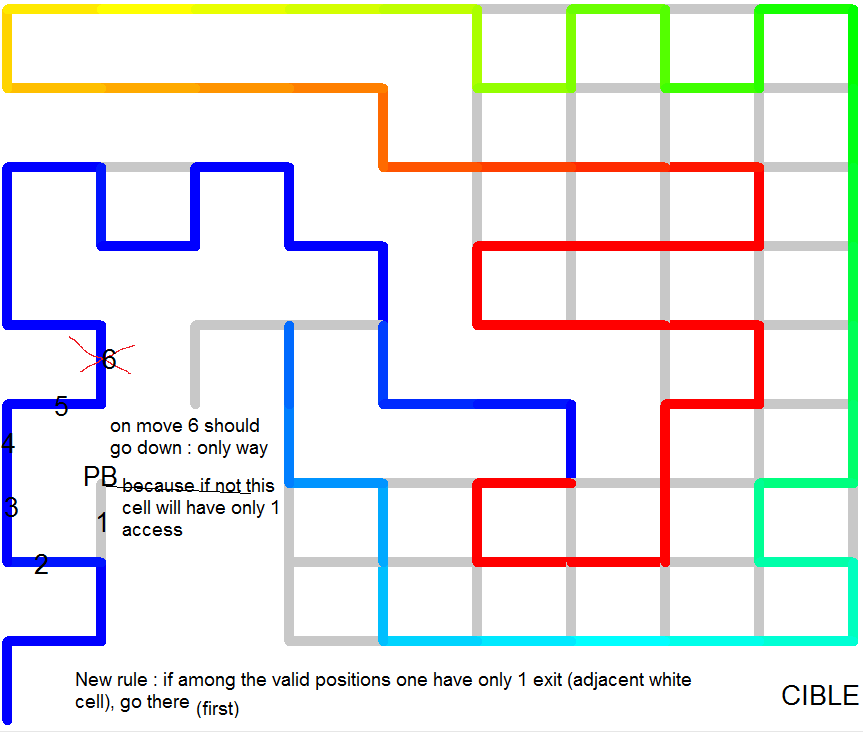 6
5
on move 6 should
go down : only way
4
PB
because if not this
cell will have only 1
access
3
1
2
New rule : if among the valid positions one have only 1 exit (adjacent white
cell), go there (first)
CIBLE